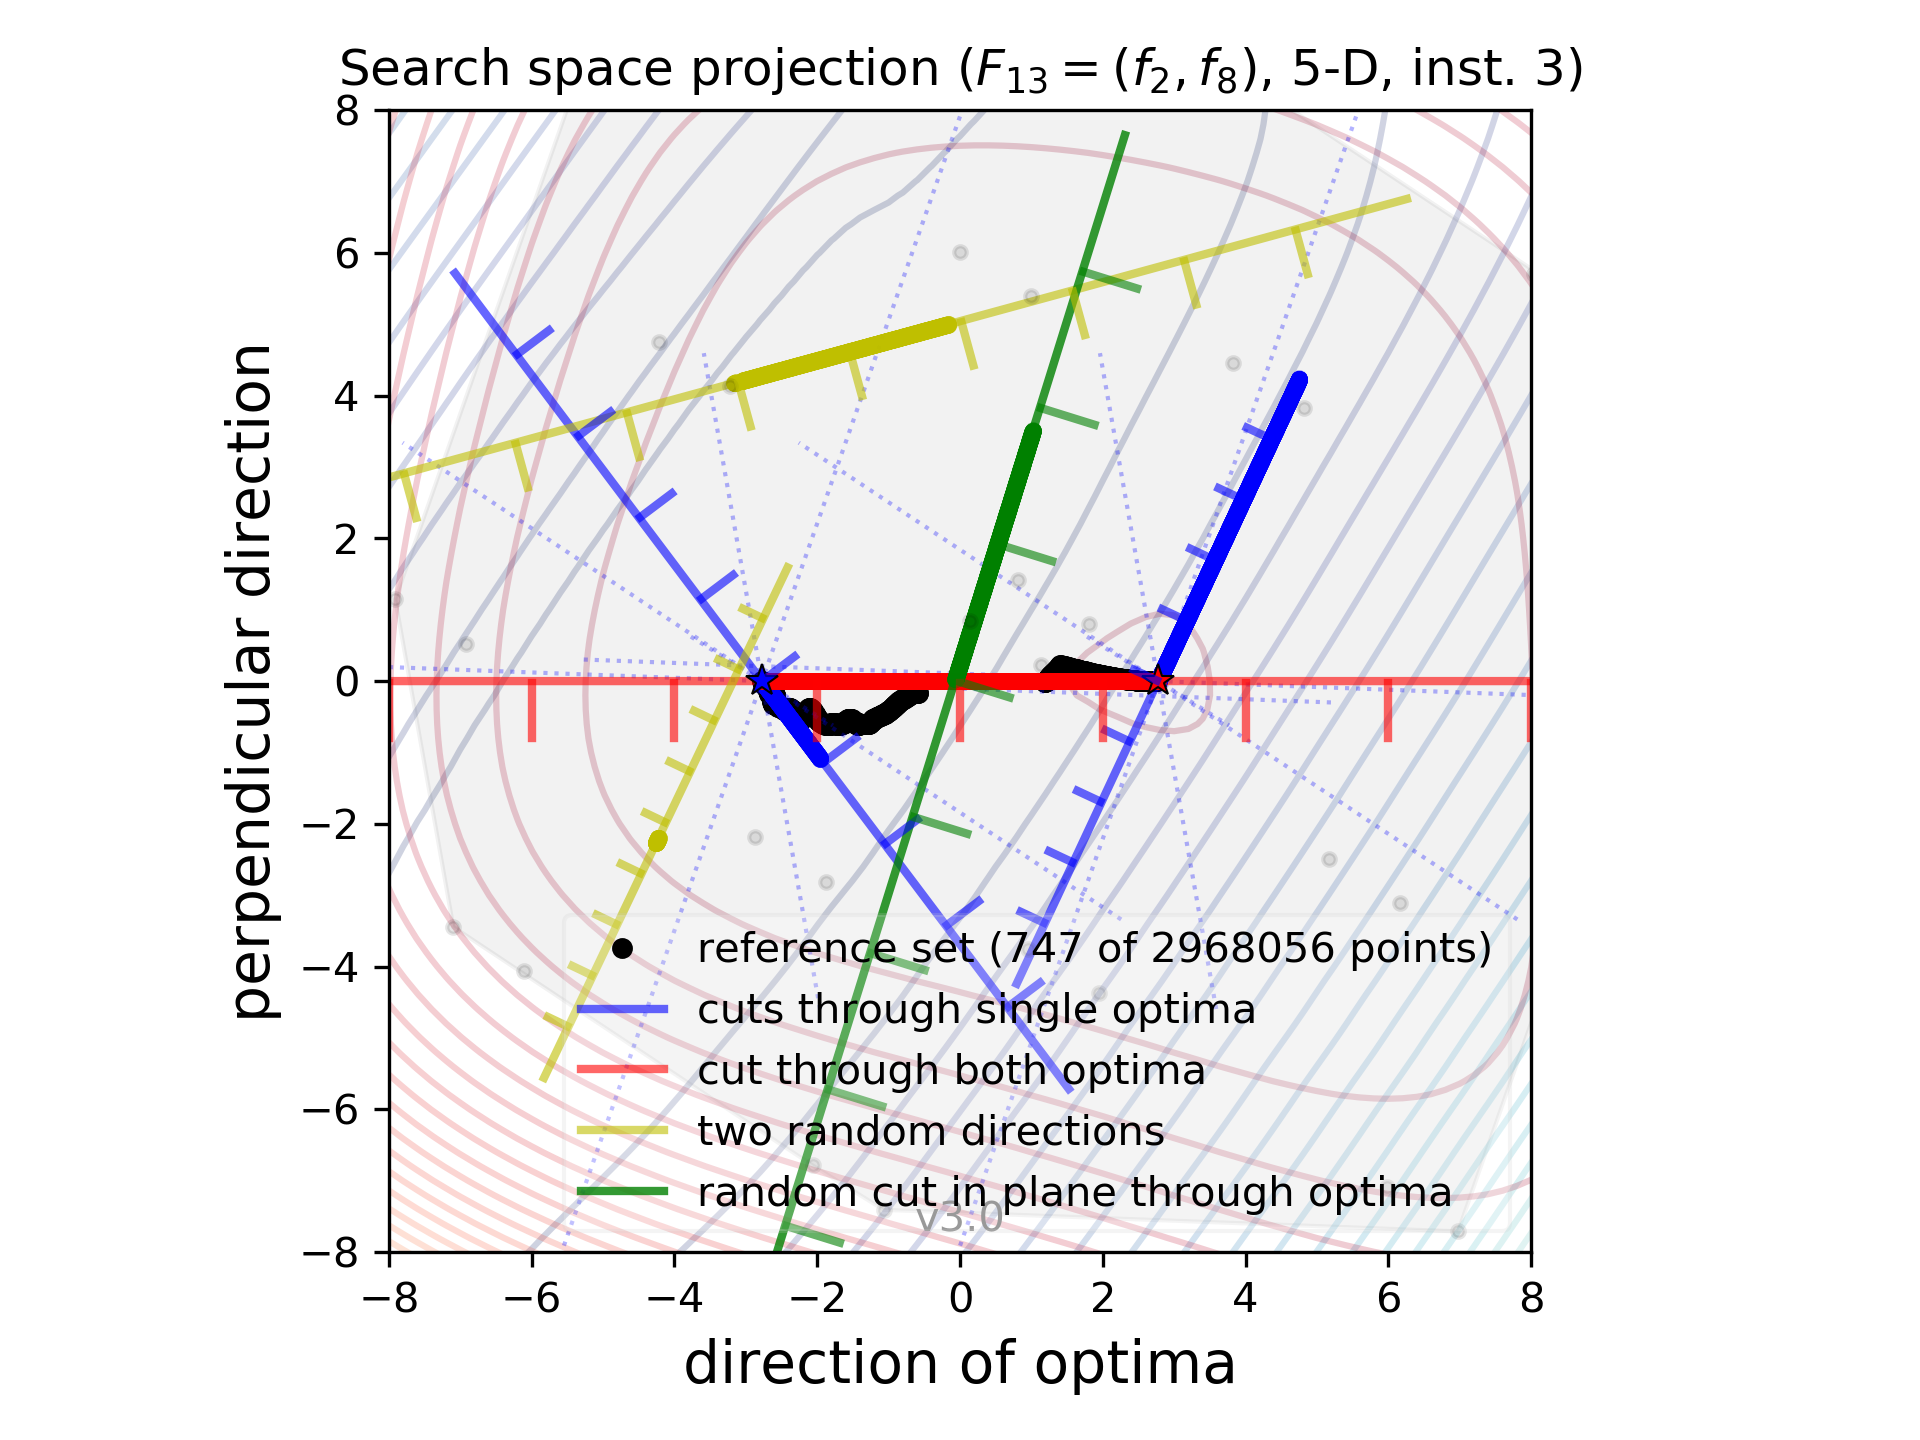 Search space projection (F₁₃ = (f₂, f₈), 5-D, inst. 3)
8
6
4
2
0
−2
−4
−6
−8
perpendicular direction
reference set (747 of 2968056 points)
cuts through single optima
cut through both optima
two random directions
random cut in plane through optima
v3.0
−8 −6 −4 −2 0 2 4 6 8
direction of optima